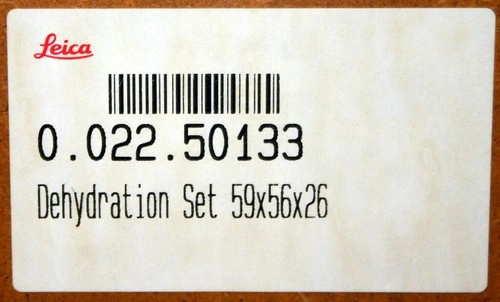 Leica
0.022.50133
Dehydration Set 59x56x26